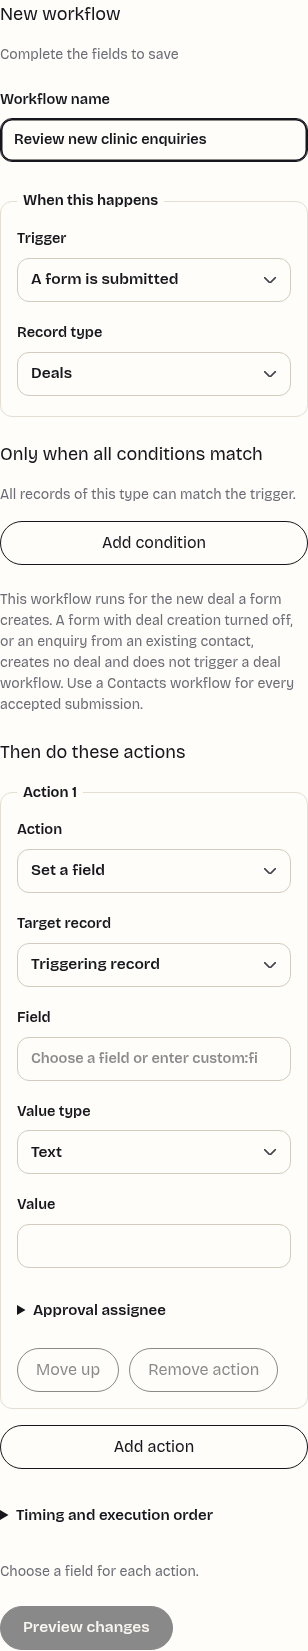 New workflow
Complete the fields to save
Workflow name
Review new clinic enquiries
When this happens
Trigger
A form is submitted
Record type
Deals
Only when all conditions match
All records of this type can match the trigger.
Add condition
This workflow runs for the new deal a form
creates. A form with deal creation turned off,
or an enquiry from an existing contact,
creates no deal and does not trigger a deal
workflow. Use a Contacts workflow for every
accepted submission.
Then do these actions
Action 1
Action
Set a field
Target record
Triggering record
Field
Choose a field or enter custom:fi
Value type
Text
Value
Approval assignee
Move up
Remove action
Add action
Timing and execution order
Choose a field for each action.
Preview changes